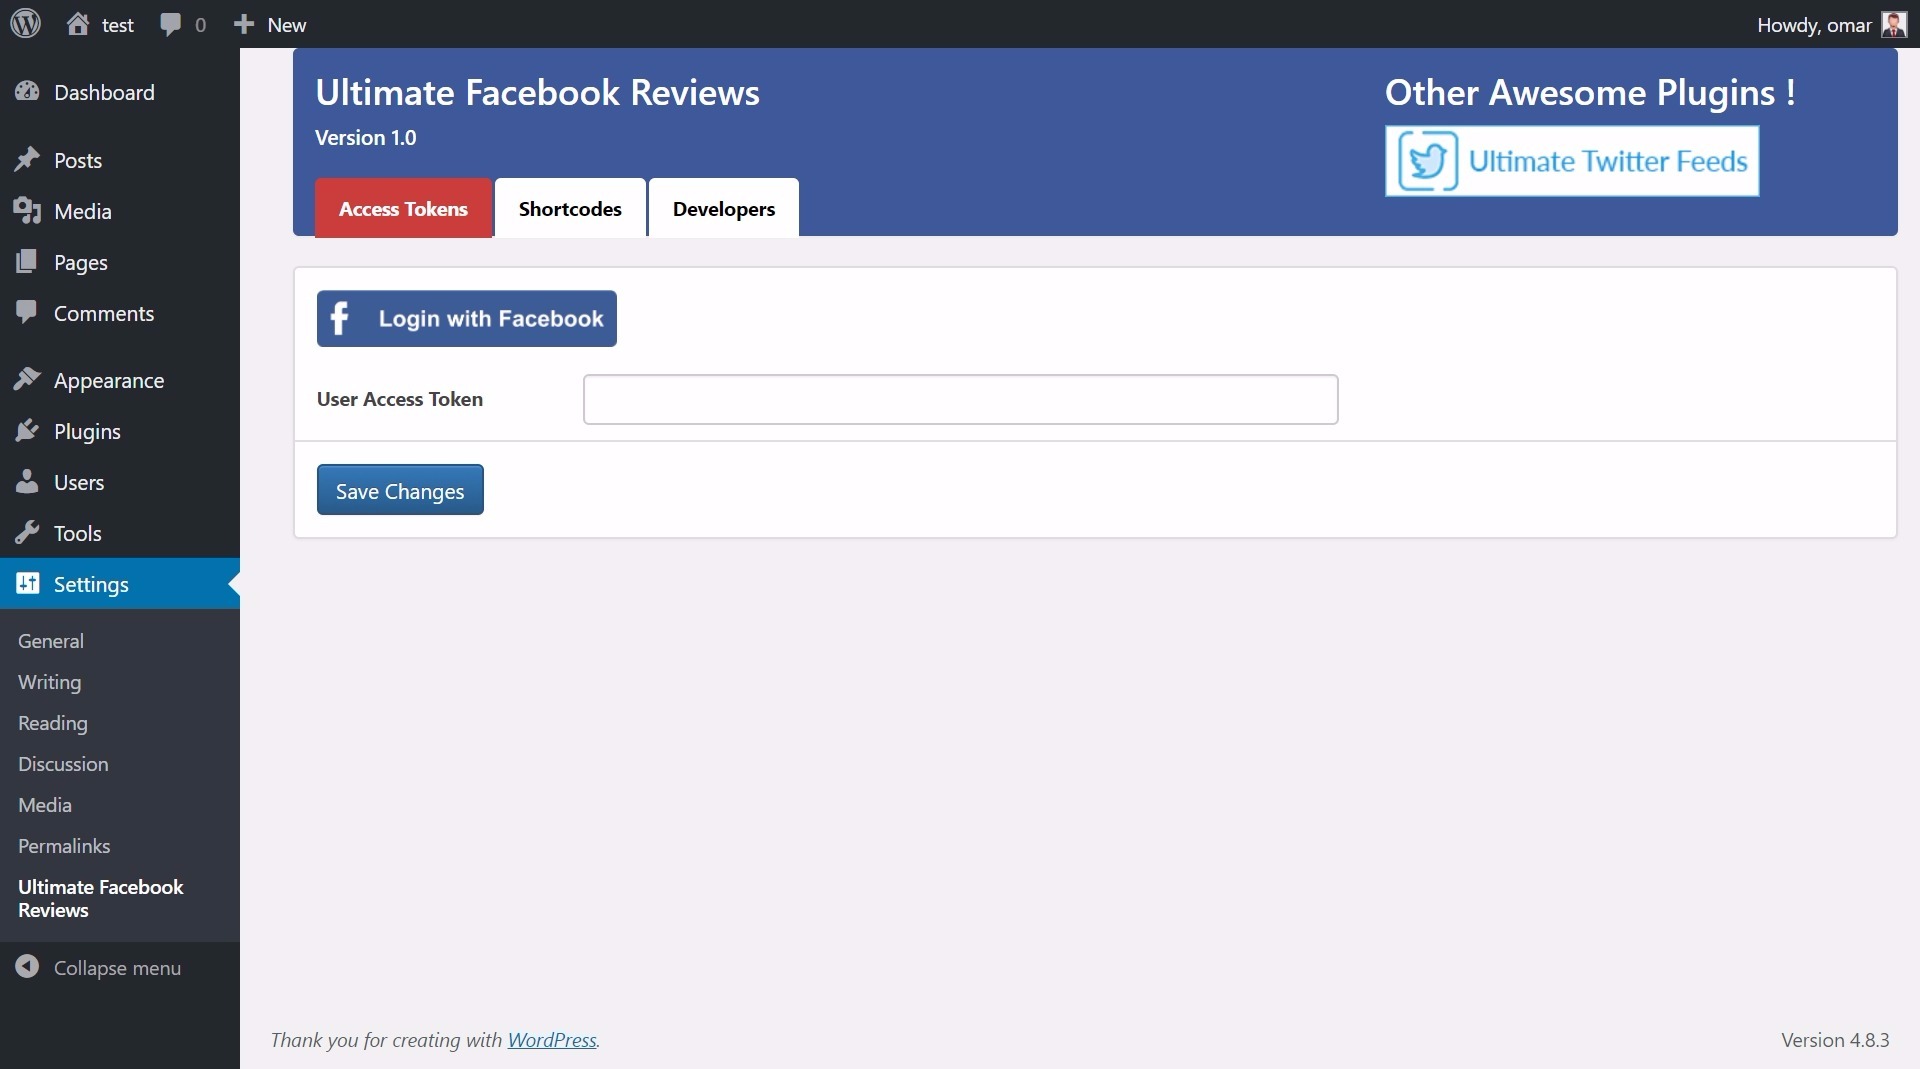 test
0
New
Howdy, omar
Dashboard
Posts
Media
Pages
Comments
Appearance
Plugins
Users
Tools
Settings
General
Writing
Reading
Discussion
Media
Permalinks
Ultimate Facebook
Reviews
Collapse menu
Ultimate Facebook Reviews
Version 1.0
Access Tokens
Shortcodes
Developers
Other Awesome Plugins !
Ultimate Twitter Feeds
f Login with Facebook
User Access Token
Save Changes
Thank you for creating with WordPress.
Version 4.8.3